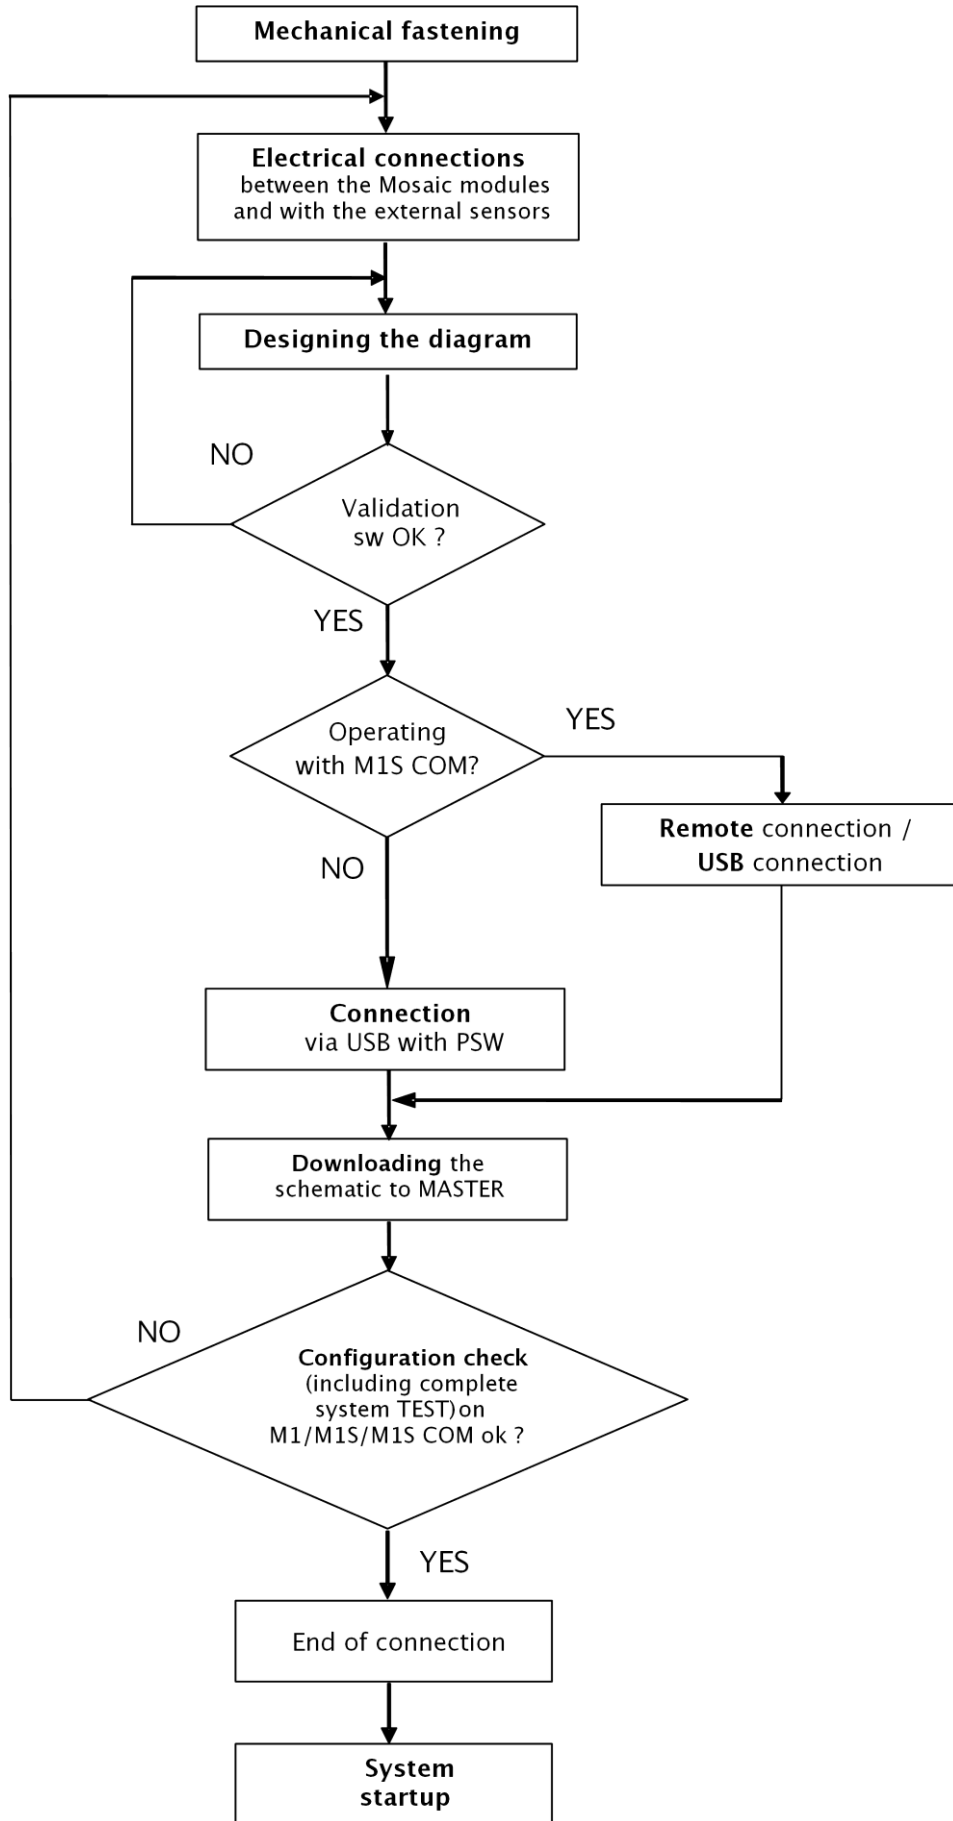 Mechanical fastening
Electrical connections
between the Mosaic modules
and with the external sensors
Designing the diagram
NO
Validation
sw OK ?
YES
Operating
with M1S COM?
YES
Remote connection /
USB connection
NO
Connection
via USB with PSW
Downloading the
schematic to MASTER
NO
Configuration check
(including complete
system TEST)on
M1/M1S/M1S COM ok ?
YES
End of connection
System
startup